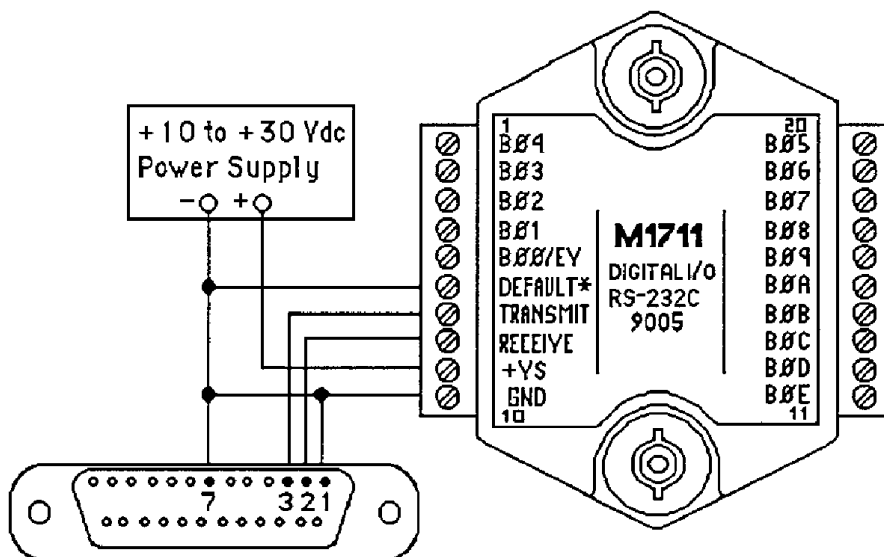 +10 to +30 Vdc
Power Supply
- +
1
BØ4
BØ3
BØ2
BØ1
BØØ/EV
DEFAULT*
TRANSMIT
RECEIVE
+VS
GND
10
M1711
DIGITAL I/O
RS-232C
9005
20
BØ5
BØ6
BØ7
BØ8
BØ9
BØA
BØB
BØC
BØD
BØE
11
7 3 2 1